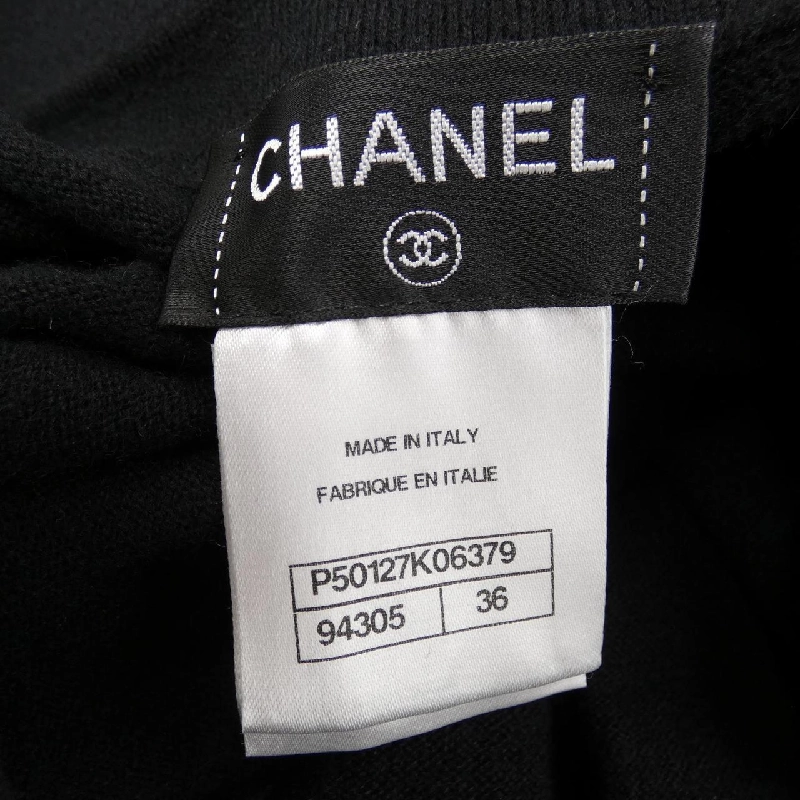 CHANEL
MADE IN ITALY
FABRIQUE EN ITALIE
P50127K06379
94305 36